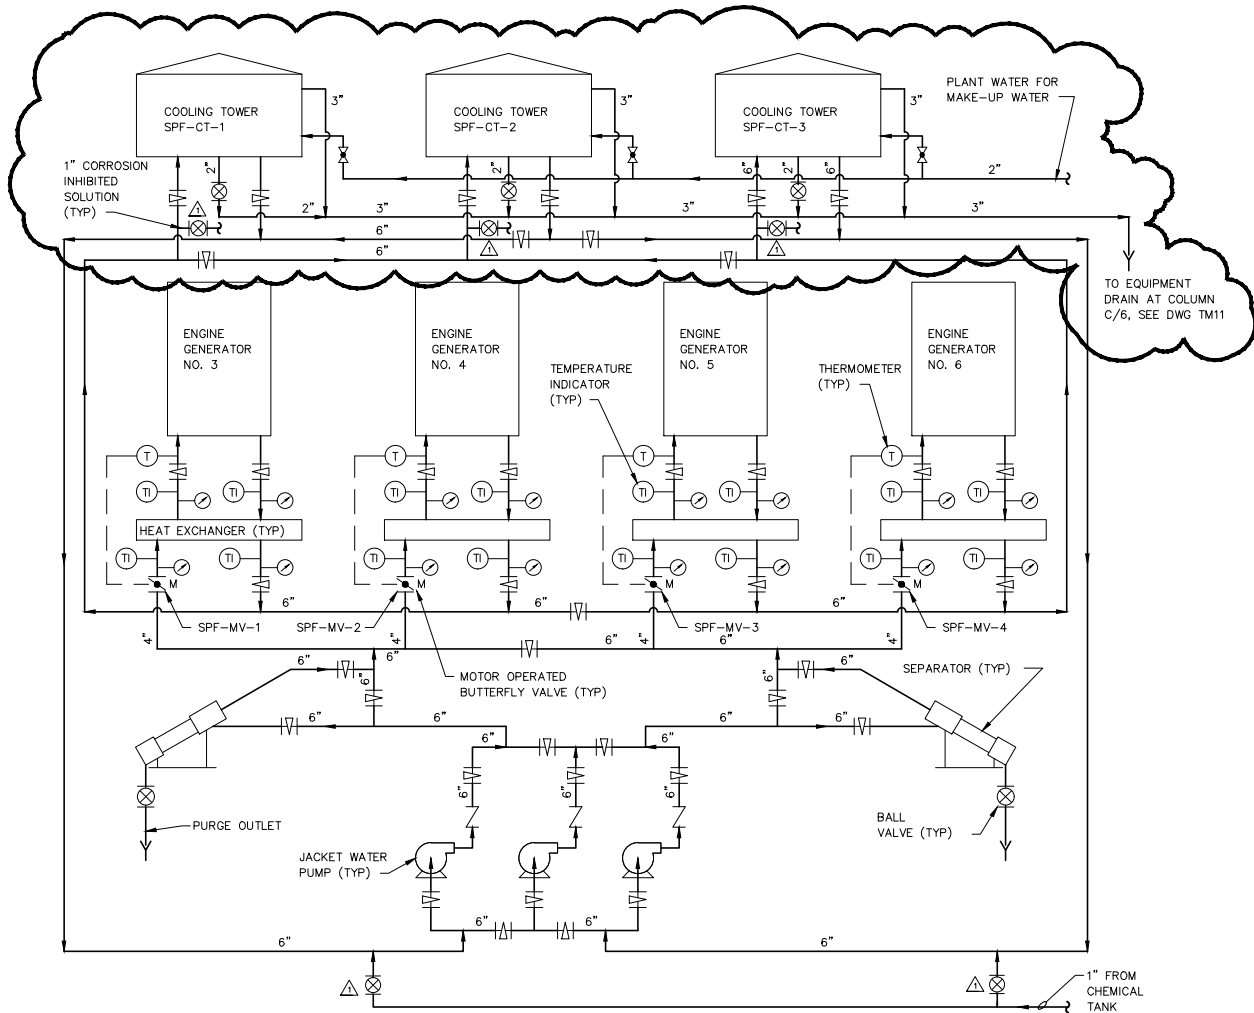 COOLING TOWER
SPF-CT-1
3"
COOLING TOWER
SPF-CT-2
3"
COOLING TOWER
SPF-CT-3
3"
PLANT WATER FOR
MAKE-UP WATER
1" CORROSION
INHIBITED
SOLUTION
(TYP)
2"
2"
6"
2"
6"
2"
1
2"
3"
3"
3"
6"
6"
1
1
TO EQUIPMENT
DRAIN AT COLUMN
C/6, SEE DWG TM11
ENGINE
GENERATOR
NO. 3
ENGINE
GENERATOR
NO. 4
ENGINE
GENERATOR
NO. 5
ENGINE
GENERATOR
NO. 6
TEMPERATURE
INDICATOR
(TYP)
THERMOMETER
(TYP)
T
T
T
T
TI
TI
TI
TI
TI
TI
TI
TI
HEAT EXCHANGER (TYP)
TI
TI
TI
TI
TI
TI
TI
TI
M
M
M
M
6"
6"
6"
SPF-MV-1
SPF-MV-2
SPF-MV-3
SPF-MV-4
4"
4"
4"
4"
6"
6"
6"
6"
6"
6"
6"
6"
MOTOR OPERATED
BUTTERFLY VALVE (TYP)
SEPARATOR (TYP)
6"
6"
6"
6"
6"
6"
6"
6"
6"
PURGE OUTLET
BALL
VALVE (TYP)
JACKET WATER
PUMP (TYP)
6"
6"
6"
6"
1
1
1" FROM
CHEMICAL
TANK